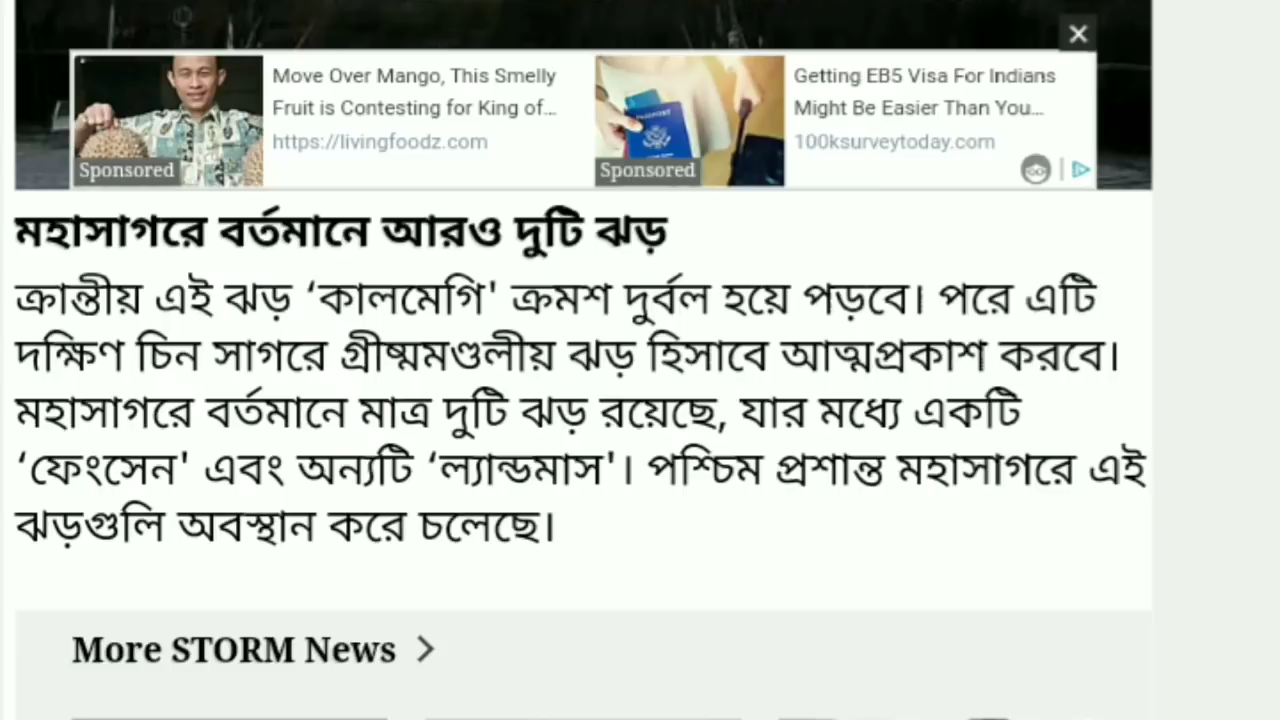 Move Over Mango, This Smelly
Fruit is Contesting for King of...
https://livingfoodz.com
Sponsored
Getting EB5 Visa For Indians
Might Be Easier Than You...
100ksurveytoday.com
Sponsored
PASSPORT
মহাসাগরে বর্তমানে আরও দুটি ঝড়
ক্রান্তীয় এই ঝড় ‘কালমেগি' ক্রমশ দুর্বল হয়ে পড়বে। পরে এটি
দক্ষিণ চিন সাগরে গ্রীষ্মমণ্ডলীয় ঝড় হিসাবে আত্মপ্রকাশ করবে।
মহাসাগরে বর্তমানে মাত্র দুটি ঝড় রয়েছে, যার মধ্যে একটি
‘ফেংসেন' এবং অন্যটি ‘ল্যান্ডমাস'। পশ্চিম প্রশান্ত মহাসাগরে এই
ঝড়গুলি অবস্থান করে চলেছে।
More STORM News